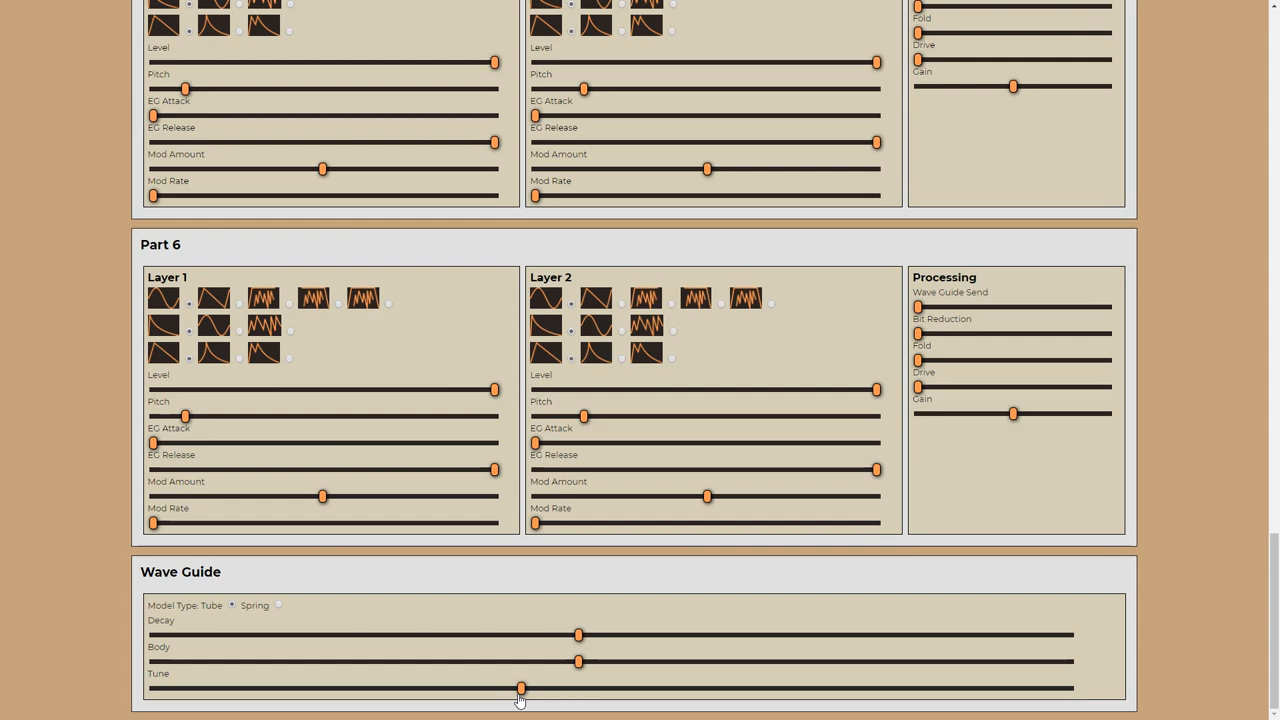 Level
Pitch
EG Attack
EG Release
Mod Amount
Mod Rate
Level
Pitch
EG Attack
EG Release
Mod Amount
Mod Rate
Fold
Drive
Gain
Part 6
Layer 1
Level
Pitch
EG Attack
EG Release
Mod Amount
Mod Rate
Layer 2
Level
Pitch
EG Attack
EG Release
Mod Amount
Mod Rate
Processing
Wave Guide Send
Bit Reduction
Fold
Drive
Gain
Wave Guide
Model Type: Tube Spring
Decay
Body
Tune